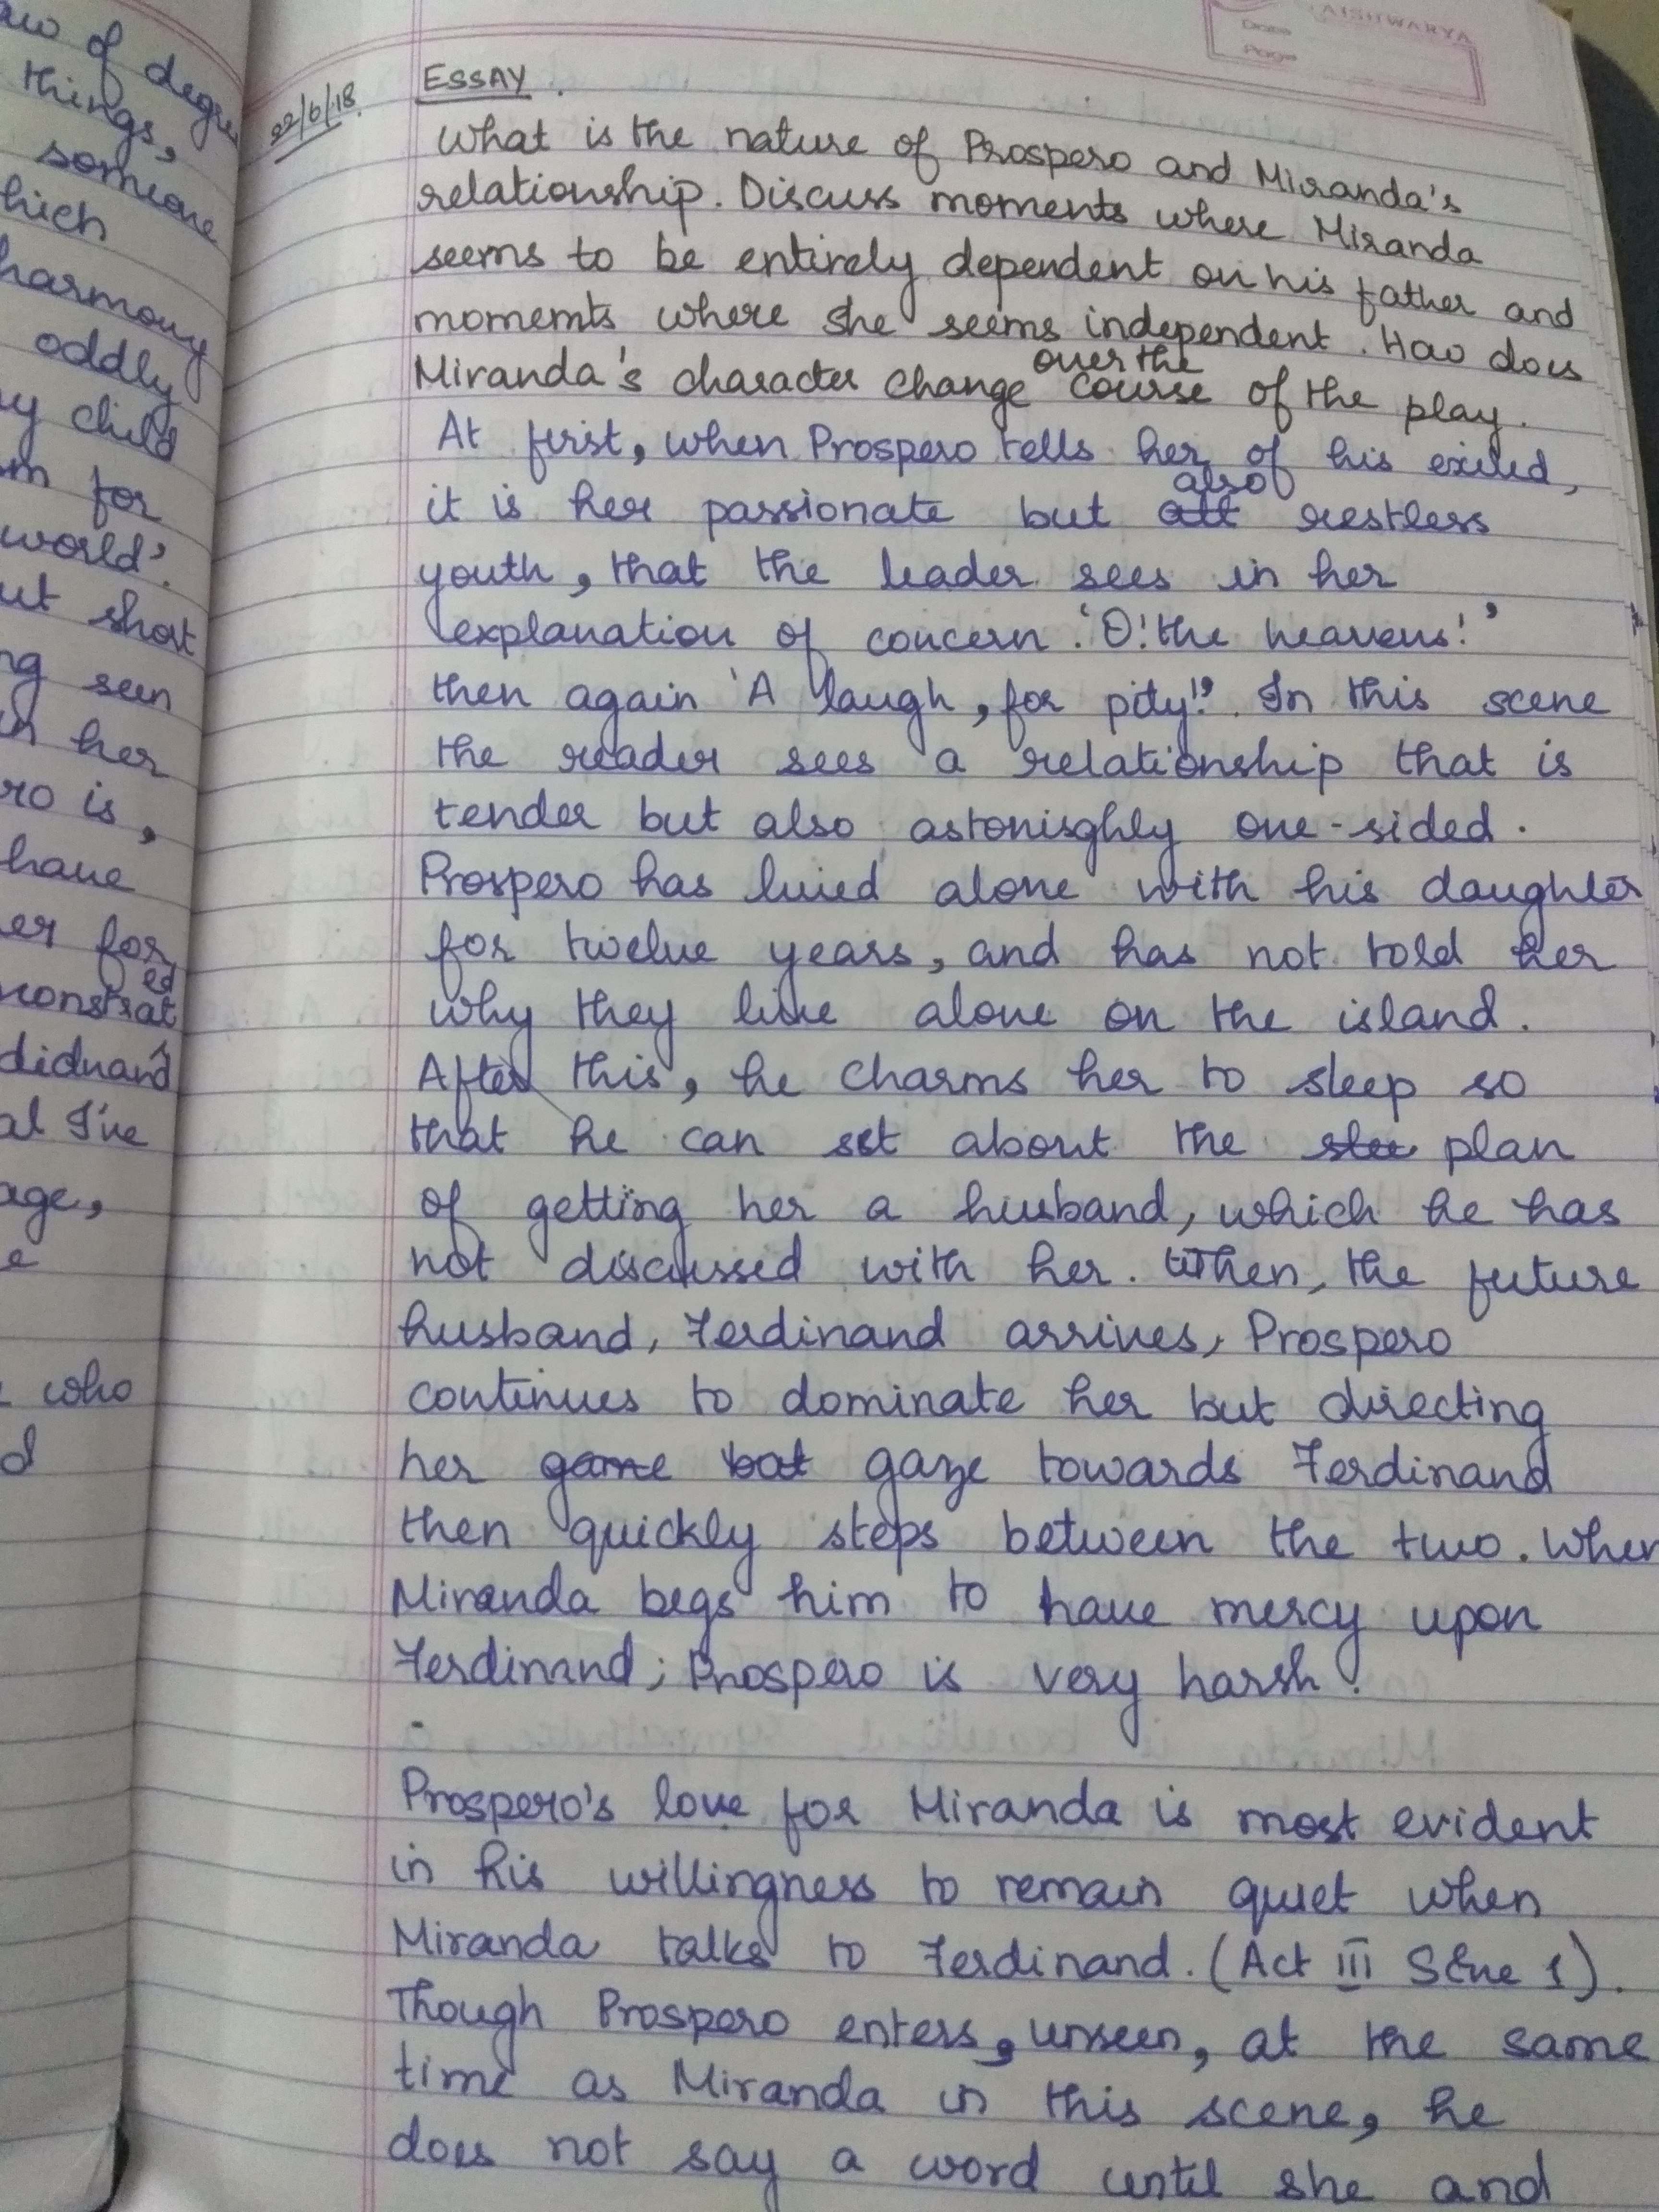 aw of degre
things,
someone
hich
harmony
oddly
y child
m for
world'.
ut short
ng seen
in her
ro is,
have
er for
ed
monstrat
didnand
al I've
age,
e
who
d
AISHWARYA
Date
Page
22/6/18
ESSAY.
What is the nature of Prospero and Miranda's
relationship. Discuss moments where Miranda
seems to be entirely dependent on his father and
momemts where she seems independent. How does
over the
Miranda's character change course of the play.
At first, when Prospero tells her of his exiled,
also
it is her passionate but restless
youth, that the leader sees in her
explanation of concern. 'O! the heavens!'
then again 'A laugh, for pity!'. In this scene
the reader sees a relationship that is
tender but also astonisghly one-sided.
Prospero has lived alone with his daughter
for twelve years, and has not told her
why they live alone on the island.
After this, he charms her to sleep so
that he can set about the plan
of getting her a husband, which he has
not discussed with her. When, the future
husband, Ferdinand arrives, Prospero
continues to dominate her but directing
her game bat gaze towards Ferdinand
then quickly steps between the two. When
Miranda begs him to have mercy upon
Ferdinand; Prospero is very harsh.
Prospero's love for Miranda is most evident
in his willingness to remain quiet when
Miranda talks to Ferdinand. (Act III Scne 1).
Though Prospero enters, unseen, at the same
time as Miranda in this scene, he
does not say a word until she and